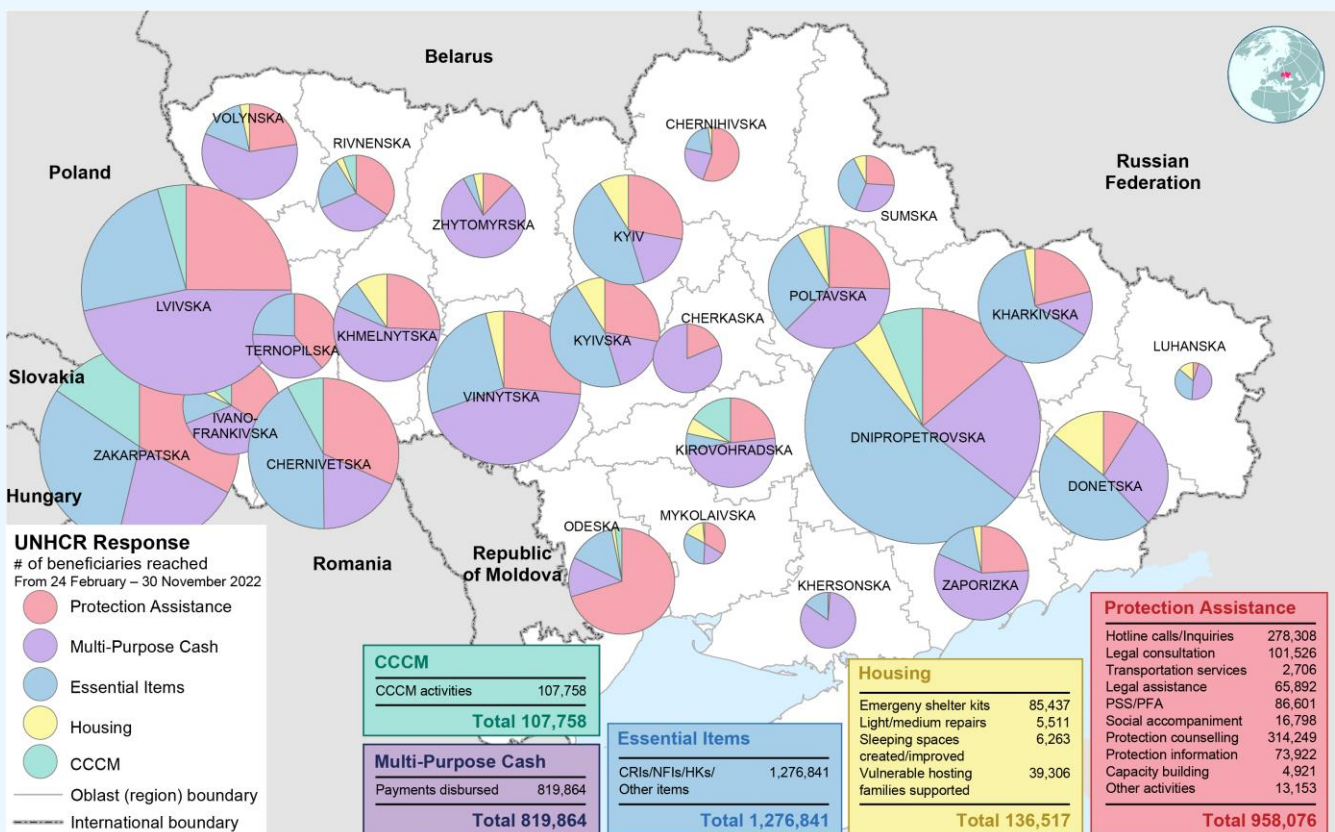 Belarus
VOLYNSKA
RIVNENSKA
CHERNIHIVSKA
Poland
Russian
Federation
ZHYTOMYRSKA
SUMSKA
KYIV
LVIVSKA
TERNOPILSKA
KHMELNYTSKA
KYIVSKA
CHERKASKA
POLTAVSKA
KHARKIVSKA
LUHANSKA
Slovakia
VINNYTSKA
IVANO-
FRANKIVSKA
ZAKARPATSKA
CHERNIVETSKA
KIROVOHRADSKA
DNIPROPETROVSKA
DONETSKA
Hungary
Romania
Republic
of Moldova
ODESKA
MYKOLAIVSKA
KHERSONSKA
ZAPORIZKA
UNHCR Response
# of beneficiaries reached
From 24 February – 30 November 2022
Protection Assistance
Multi-Purpose Cash
Essential Items
Housing
CCCM
Oblast (region) boundary
International boundary
CCCM
CCCM activities 107,758
Total 107,758
Multi-Purpose Cash
Payments disbursed 819,864
Total 819,864
Essential Items
CRIs/NFIs/HKs/ 1,276,841
Other items
Total 1,276,841
Housing
Emergeny shelter kits 85,437
Light/medium repairs 5,511
Sleeping spaces 6,263
created/improved
Vulnerable hosting 39,306
families supported
Total 136,517
Protection Assistance
Hotline calls/Inquiries 278,308
Legal consultation 101,526
Transportation services 2,706
Legal assistance 65,892
PSS/PFA 86,601
Social accompaniment 16,798
Protection counselling 314,249
Protection information 73,922
Capacity building 4,921
Other activities 13,153
Total 958,076